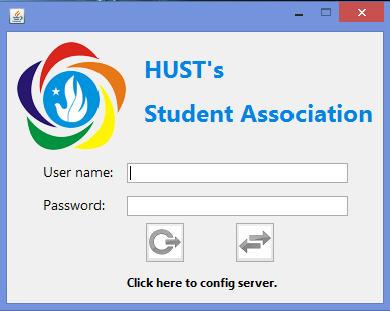 HUST's
Student Association
User name:
Password:
Click here to config server.